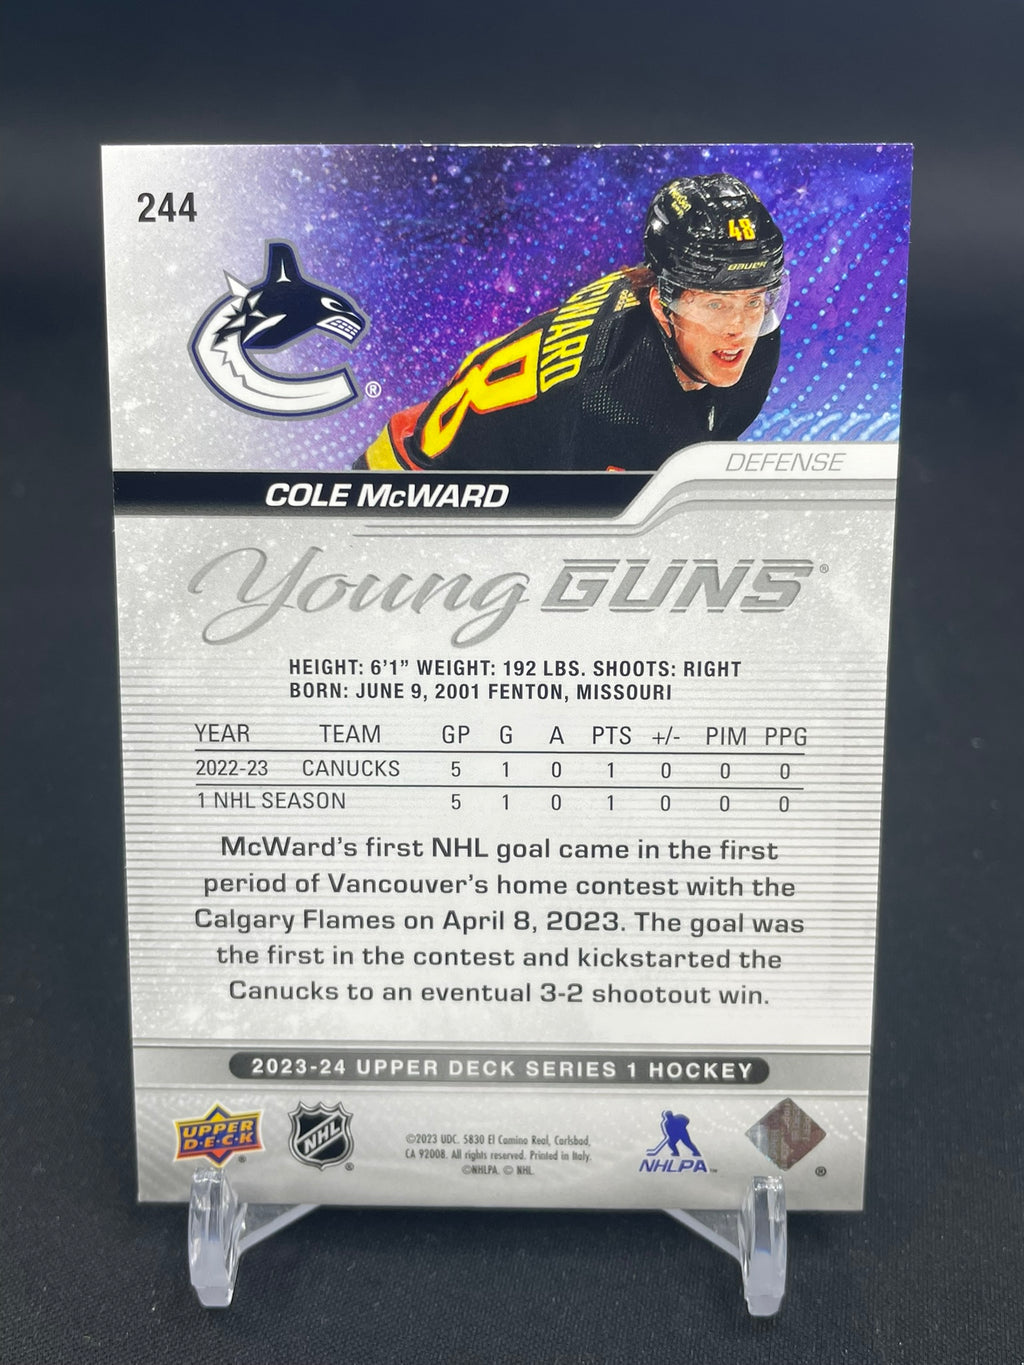 244
48
BAUER
McWARD
8
®
DEFENSE
COLE McWARD
Young GUNS®
HEIGHT: 6'1" WEIGHT: 192 LBS. SHOOTS: RIGHT
BORN: JUNE 9, 2001 FENTON, MISSOURI
YEAR TEAM GP G A PTS +/- PIM PPG
2022-23 CANUCKS 5 1 0 1 0 0 0
1 NHL SEASON 5 1 0 1 0 0 0
McWard's first NHL goal came in the first
period of Vancouver's home contest with the
Calgary Flames on April 8, 2023. The goal was
the first in the contest and kickstarted the
Canucks to an eventual 3-2 shootout win.
2023-24 UPPER DECK SERIES 1 HOCKEY
UPPER
D·E·C·K
®
NHL
®
©2023 UDC. 5830 El Camino Real, Carlsbad,
CA 92008. All rights reserved. Printed in Italy.
©NHLPA. © NHL.
NHLPA™
®